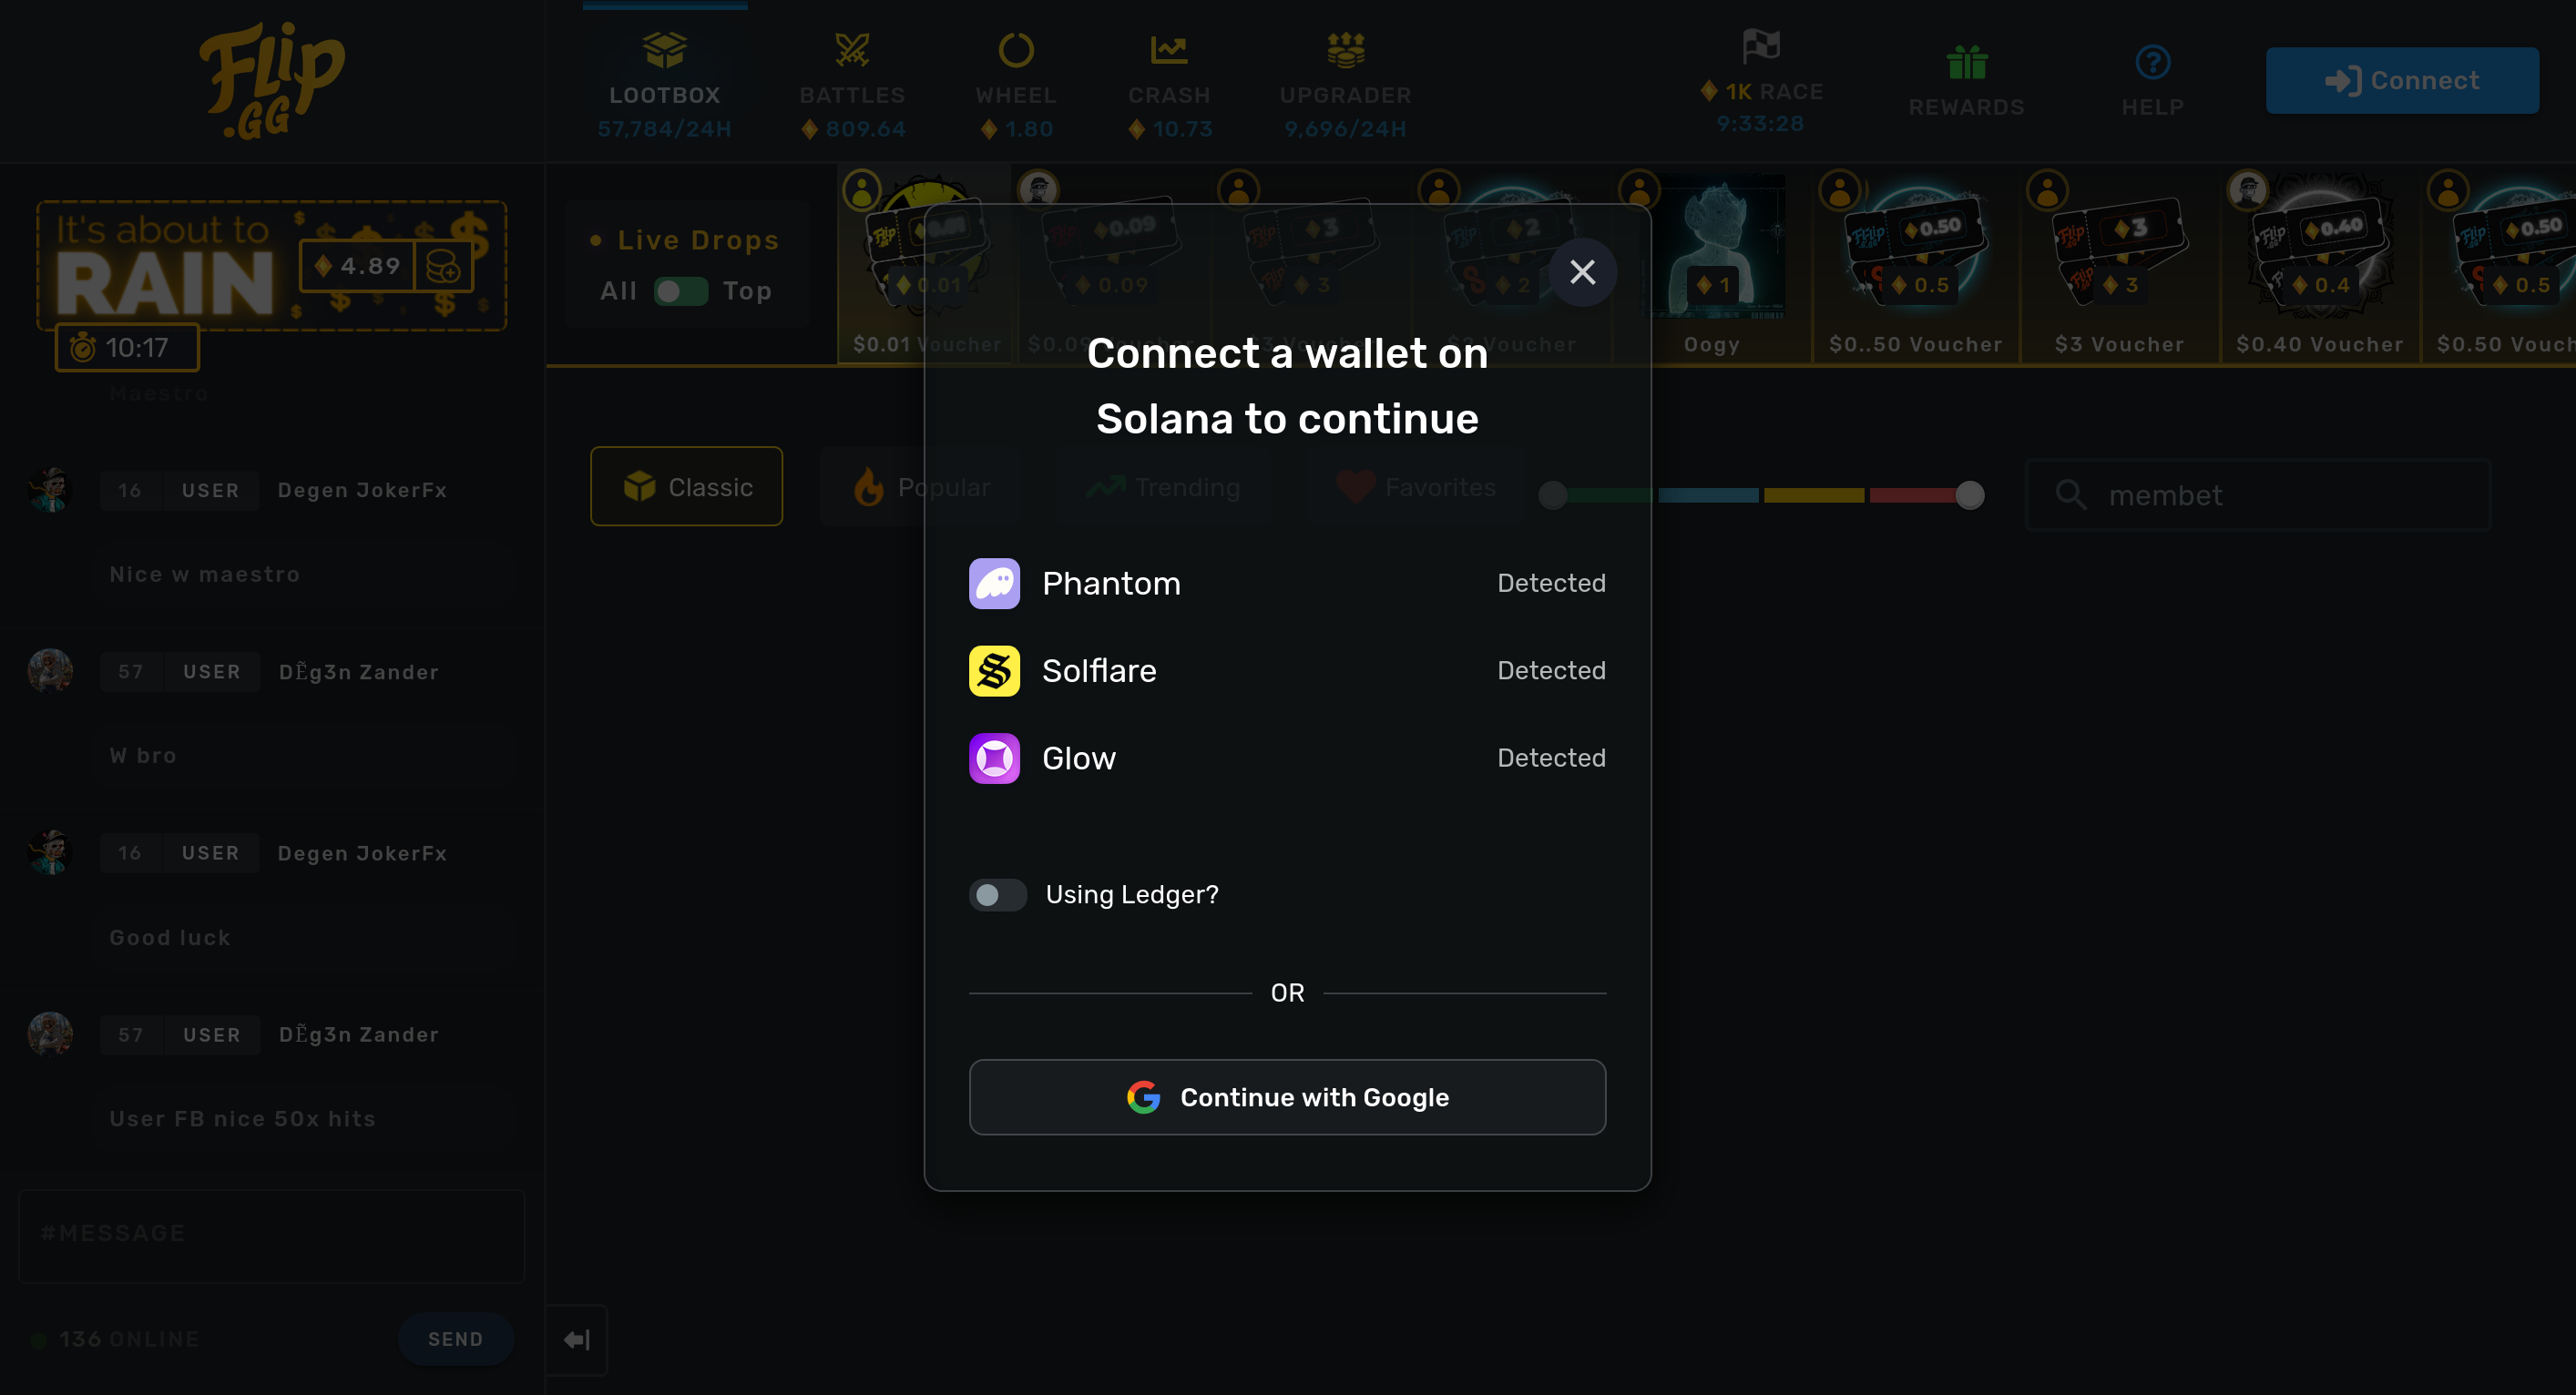 Flip
.GG
LOOTBOX
57,784/24H
BATTLES
809.64
WHEEL
1.80
CRASH
10.73
UPGRADER
9,696/24H
1K RACE
9:33:28
REWARDS
HELP
Connect
It's about to
RAIN
4.89
10:17
Live Drops
All Top
0.01
$0.01 Voucher
0.09
0.09
3
3
2
2
Voucher
1
Oogy
0.50
0.5
$0..50 Voucher
3
3
$3 Voucher
0.40
0.4
$0.40 Voucher
0.50
0.5
$0.50 Vouch
Maestro
16 USER Degen JokerFx
Nice w maestro
57 USER DẼg3n Zander
W bro
16 USER Degen JokerFx
Good luck
57 USER DẼg3n Zander
User FB nice 50x hits
#MESSAGE
136 ONLINE
SEND
Classic
Popular
Trending
Favorites
membet
Connect a wallet on
Solana to continue
Phantom Detected
Solflare Detected
Glow Detected
Using Ledger?
OR
Continue with Google